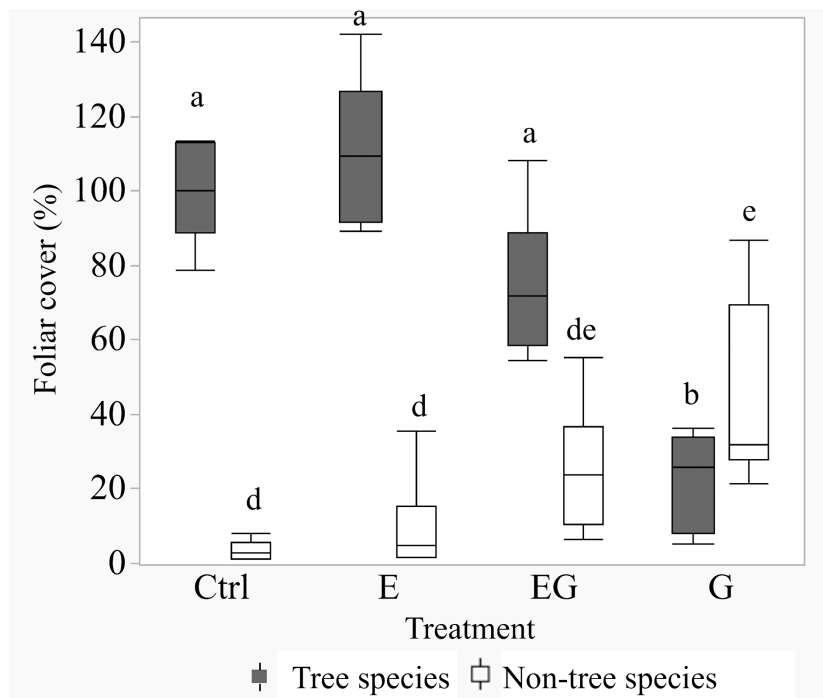 Foliar cover (%)
140
120
100
80
60
40
20
0
a
a
a
b
d
d
de
e
Ctrl E EG G
Treatment
Tree species Non-tree species